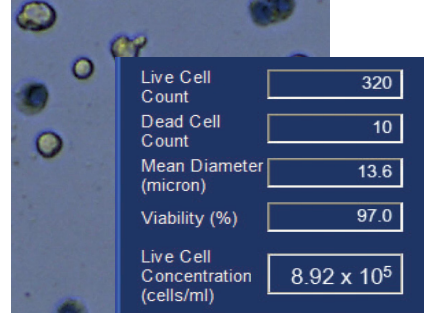 Live Cell
Count
320
Dead Cell
Count
10
Mean Diameter
(micron)
13.6
Viability (%)
97.0
Live Cell
Concentration
(cells/ml)
8.92 x 10⁵